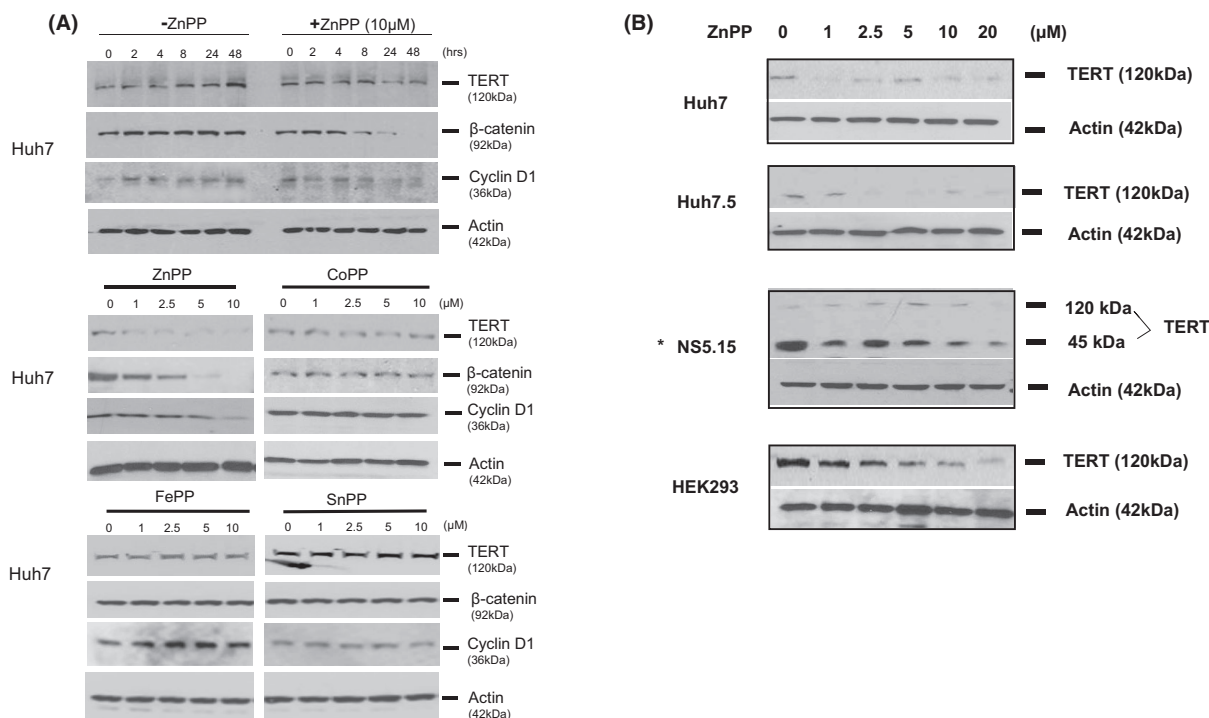 (A)
-ZnPP +ZnPP (10μM)
0 2 4 8 24 48 0 2 4 8 24 48 (hrs)
TERT
(120kDa)
β-catenin
(92kDa)
Huh7
Cyclin D1
(36kDa)
Actin
(42kDa)
ZnPP CoPP
0 1 2.5 5 10 0 1 2.5 5 10 (μM)
TERT
(120kDa)
Huh7
β-catenin
(92kDa)
Cyclin D1
(36kDa)
Actin
(42kDa)
FePP SnPP
0 1 2.5 5 10 0 1 2.5 5 10 (μM)
TERT
(120kDa)
Huh7
β-catenin
(92kDa)
Cyclin D1
(36kDa)
Actin
(42kDa)
(B)
ZnPP 0 1 2.5 5 10 20 (μM)
TERT (120kDa)
Huh7
Actin (42kDa)
TERT (120kDa)
Huh7.5
Actin (42kDa)
120 kDa
TERT
* NS5.15 45 kDa
Actin (42kDa)
TERT (120kDa)
HEK293
Actin (42kDa)